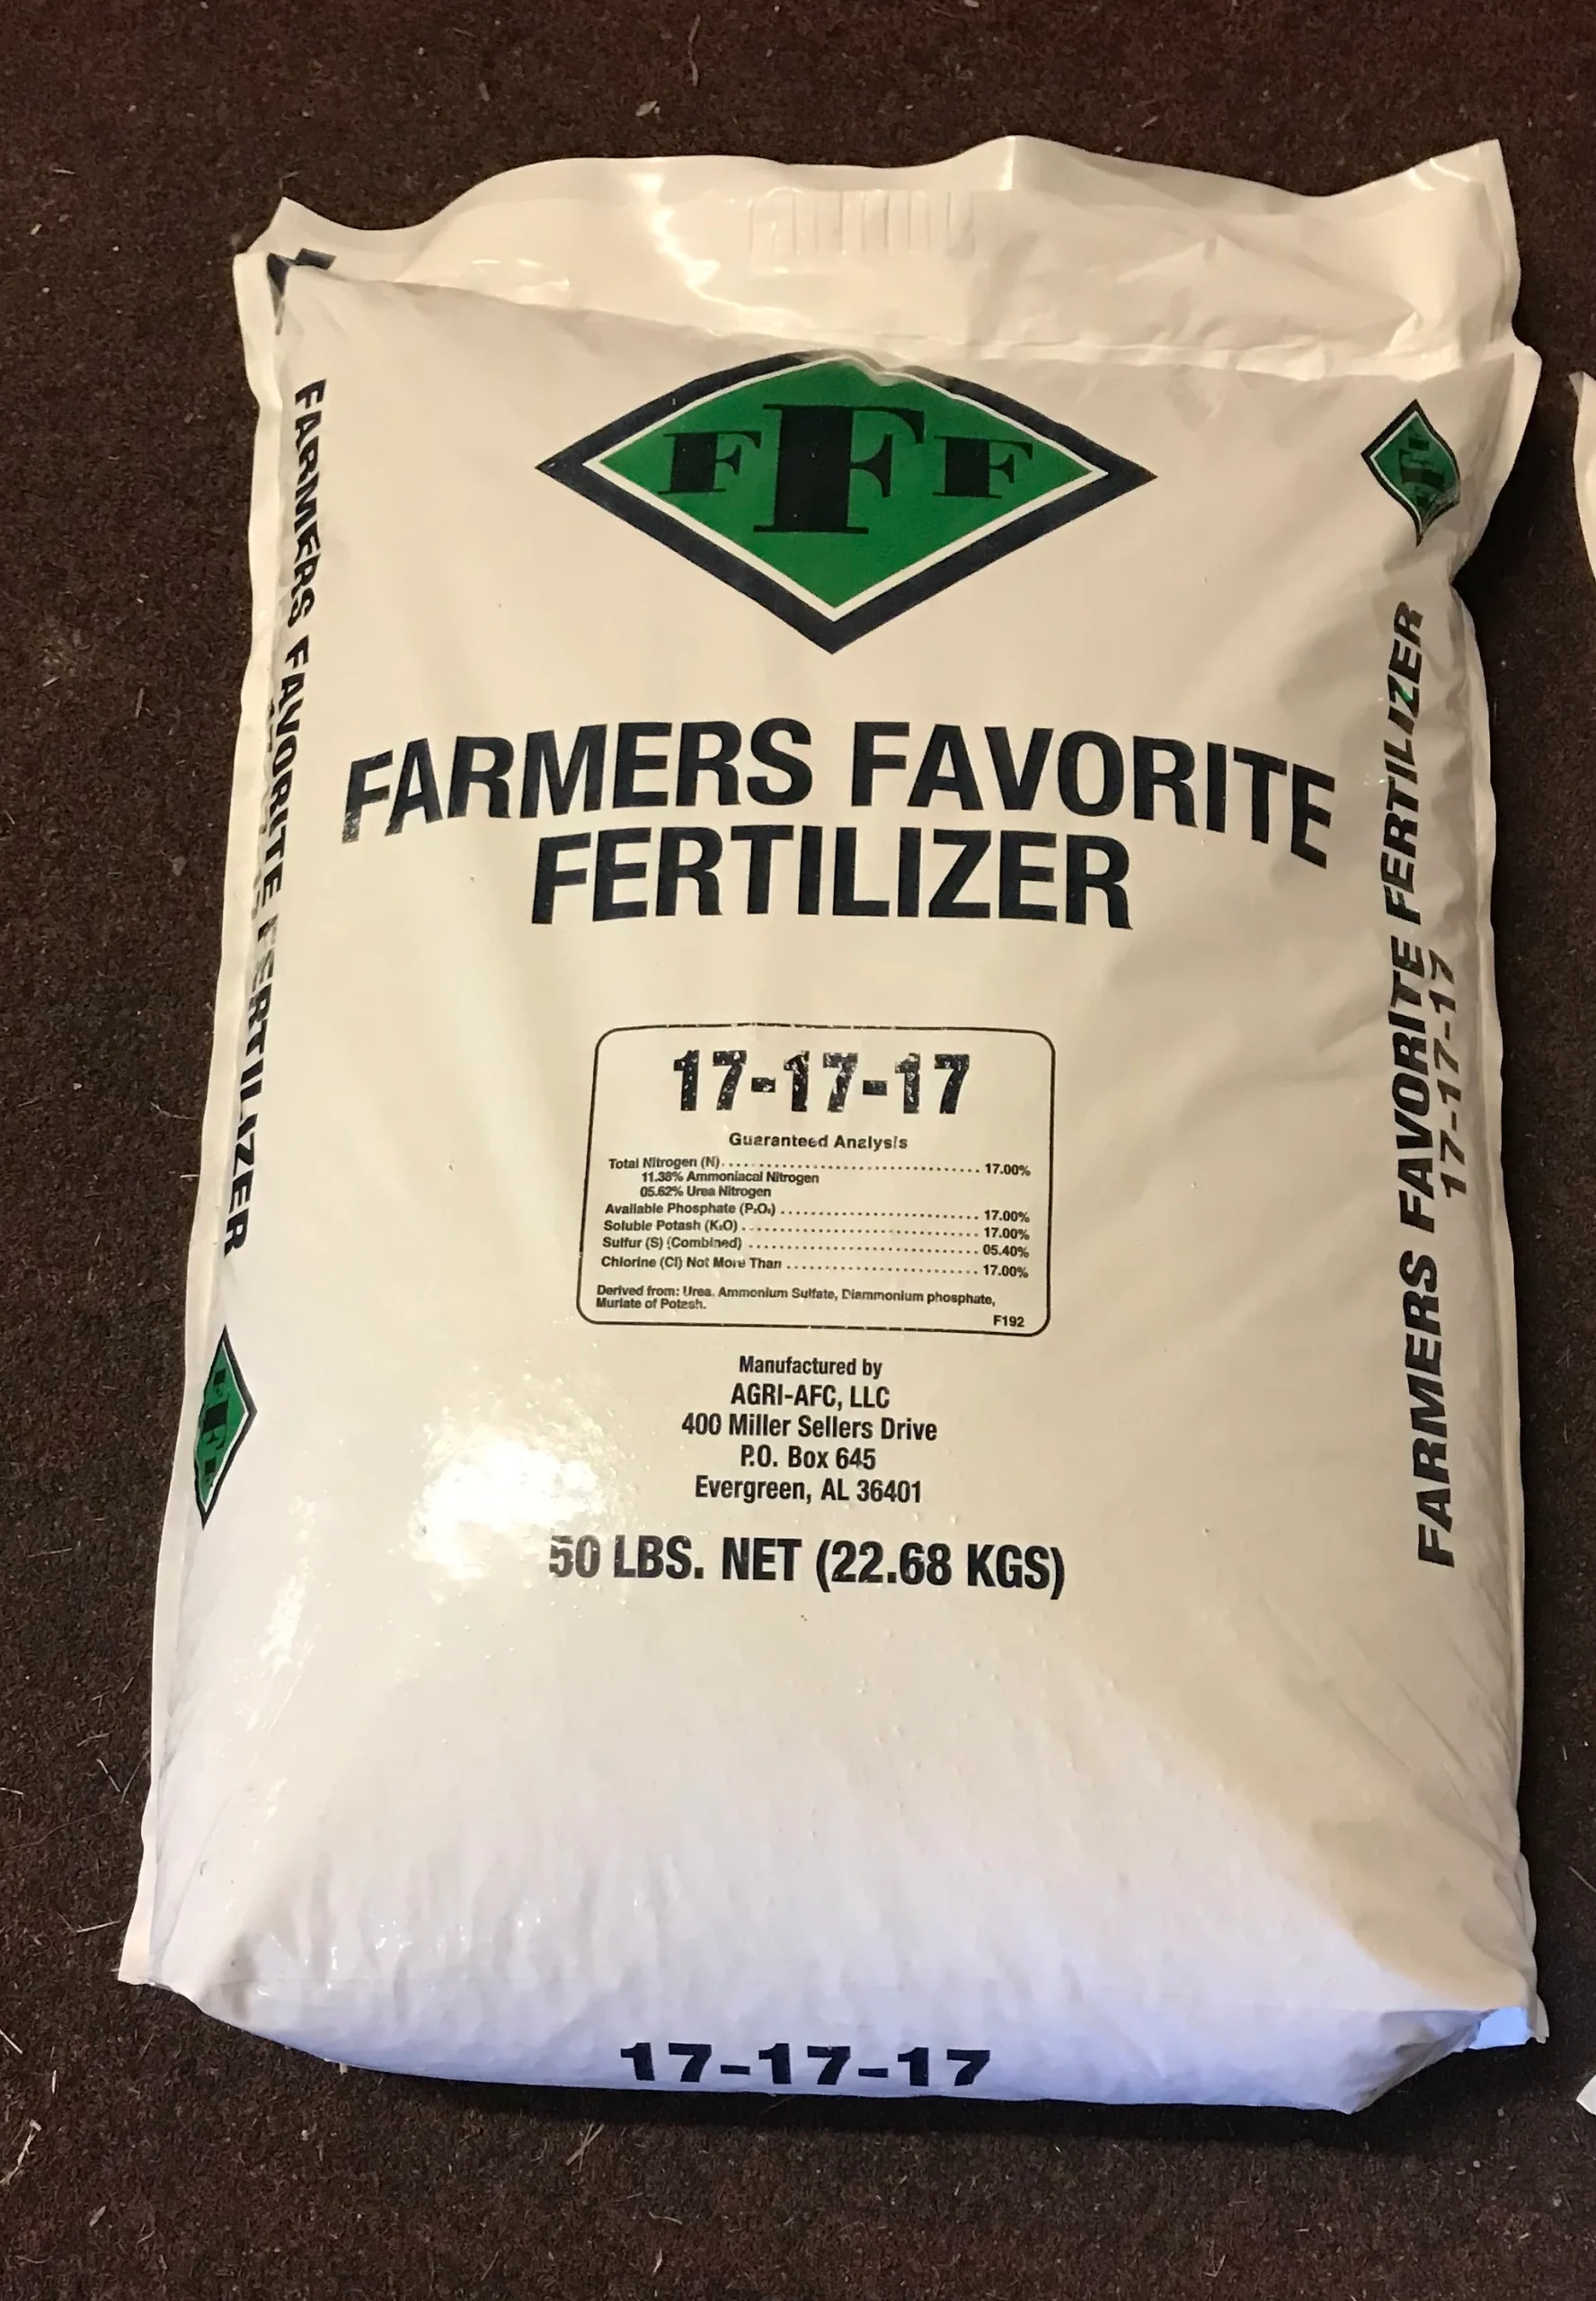 FFF
FARMERS FAVORITE
FERTILIZER
17-17-17
Guaranteed Analysis
Total Nitrogen (N)........................................ 17.00%
11.38% Ammoniacal Nitrogen
05.62% Urea Nitrogen
Available Phosphate (P₂O₅) .............................. 17.00%
Soluble Potash (K₂O) .................................... 17.00%
Sulfur (S) (Combined) ................................... 05.40%
Chlorine (Cl) Not More Than ............................. 17.00%
Derived from: Urea, Ammonium Sulfate, Diammonium phosphate,
Muriate of Potash.
F192
Manufactured by
AGRI-AFC, LLC
400 Miller Sellers Drive
P.O. Box 645
Evergreen, AL 36401
50 LBS. NET (22.68 KGS)
17-17-17
FARMERS FAVORITE FERTILIZER
FFF
FFF
FARMERS FAVORITE FERTILIZER
17-17-17